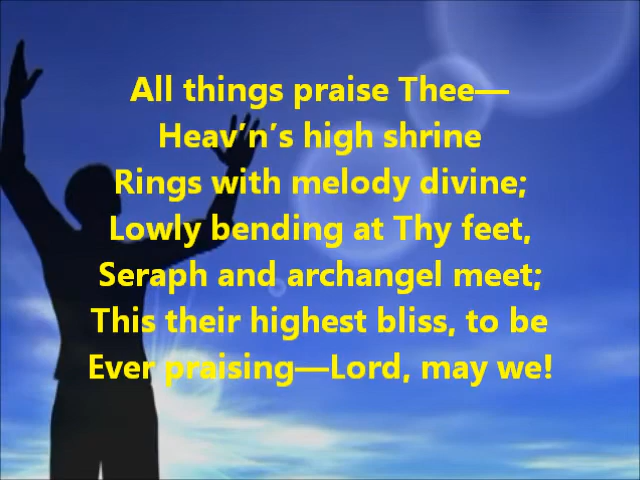 All things praise Thee—
Heav’n’s high shrine
Rings with melody divine;
Lowly bending at Thy feet,
Seraph and archangel meet;
This their highest bliss, to be
Ever praising—Lord, may we!